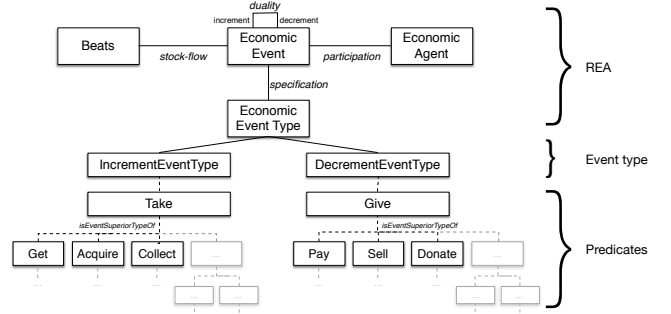 duality
increment
decrement
Beats
Economic
Event
Economic
Agent
REA
stock-flow
participation
specification
Economic
Event Type
IncrementEventType
DecrementEventType
Event type
Take
Give
isEventSuperiorTypeOf
isEventSuperiorTypeOf
Get
Acquire
Collect
....
Pay
Sell
Donate
....
Predicates
....
....
....
....
....
....
....
....
....
....